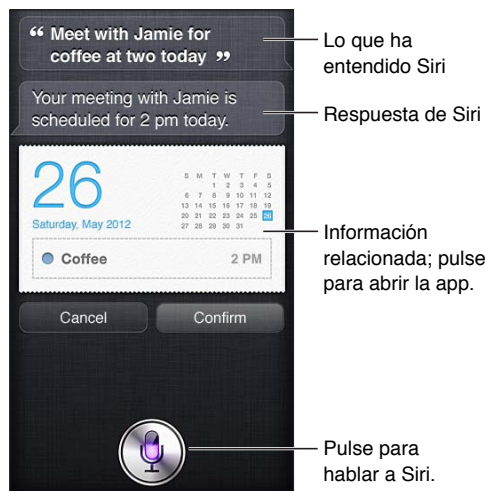 “ Meet with Jamie for
coffee at two today ”
Lo que ha
entendido Siri
Your meeting with Jamie is
scheduled for 2 pm today.
Respuesta de Siri
26
Saturday, May 2012
S M T W T F S
1 2 3 4 5
6 7 8 9 10 11 12
13 14 15 16 17 18 19
20 21 22 23 24 25 26
27 28 29 30 31
Coffee 2 PM
Información
relacionada; pulse
para abrir la app.
Cancel Confirm
Pulse para
hablar a Siri.